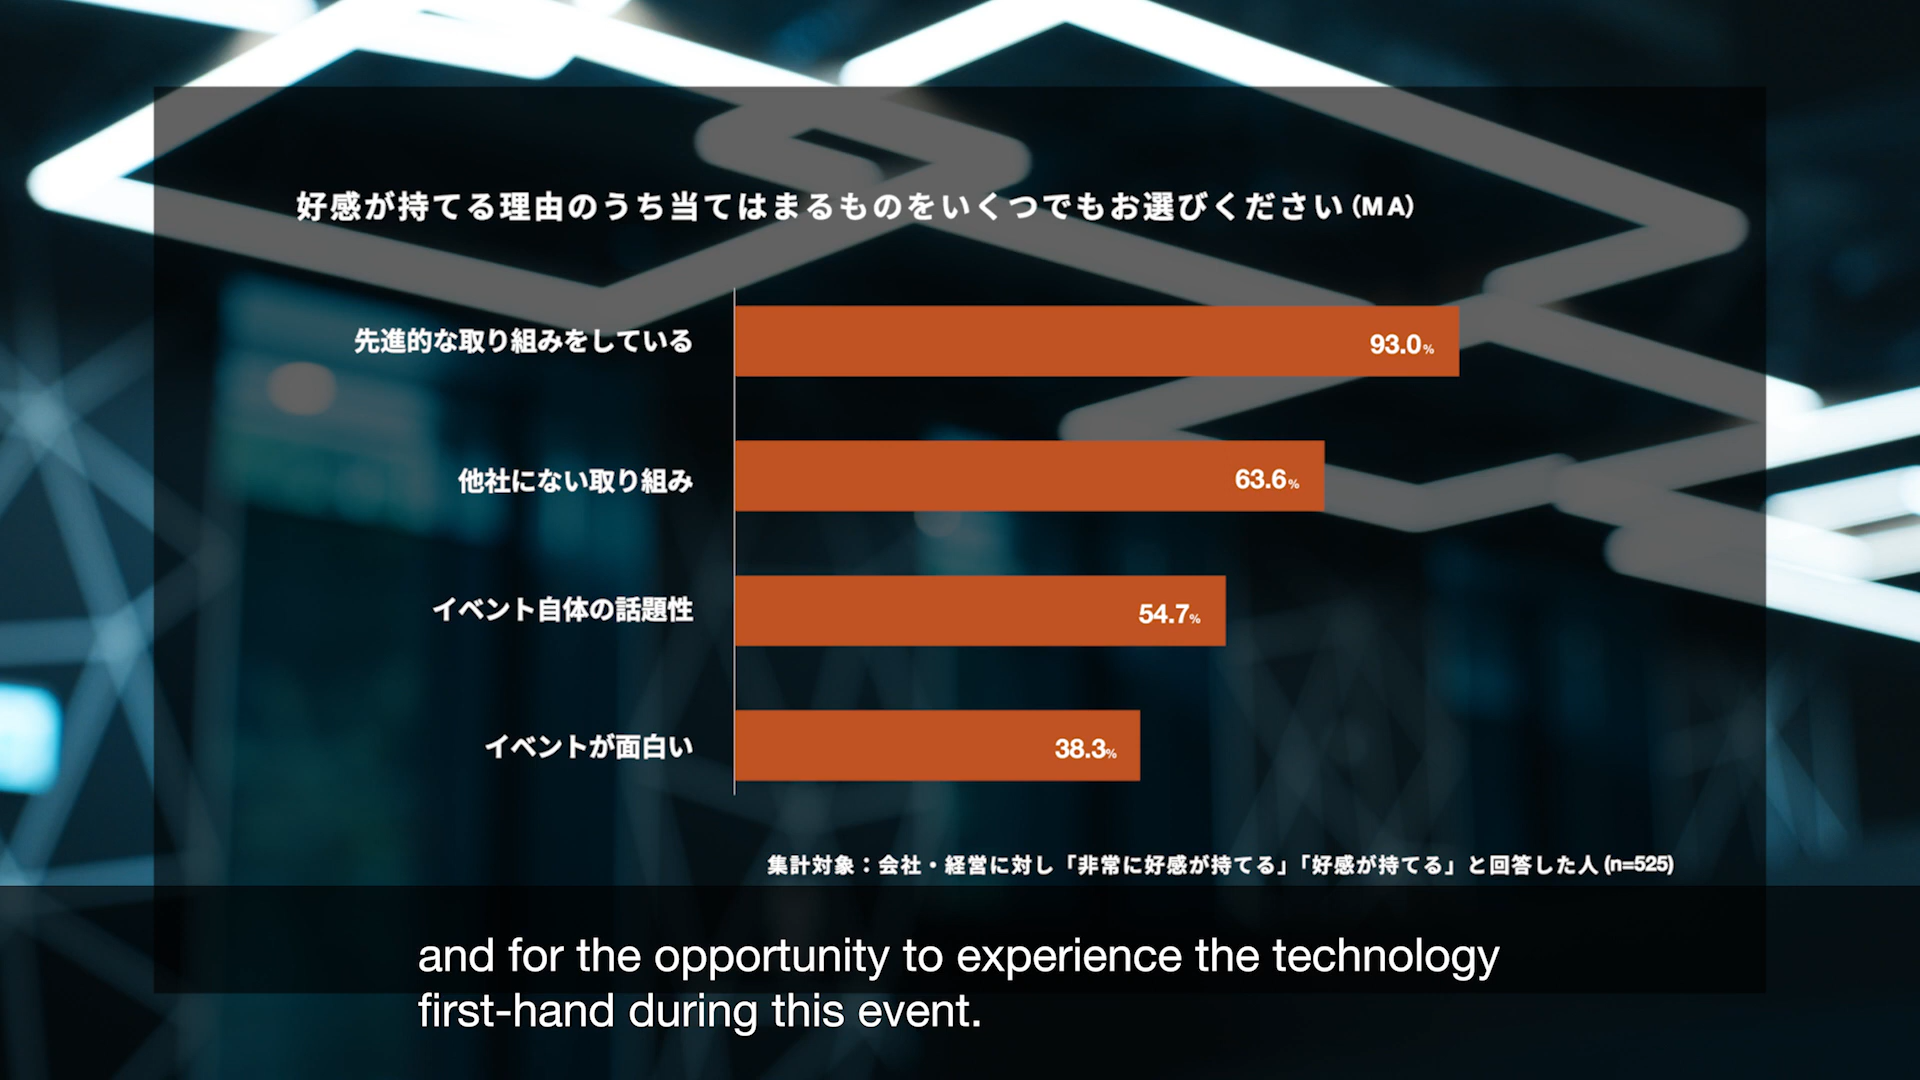 好感が持てる理由のうち当てはまるものをいくつでもお選びください(MA)
先進的な取り組みをしている
93.0%
他社にない取り組み
63.6%
イベント自体の話題性
54.7%
イベントが面白い
38.3%
集計対象：会社・経営に対し「非常に好感が持てる」「好感が持てる」と回答した人(n=525)
and for the opportunity to experience the technology
first-hand during this event.